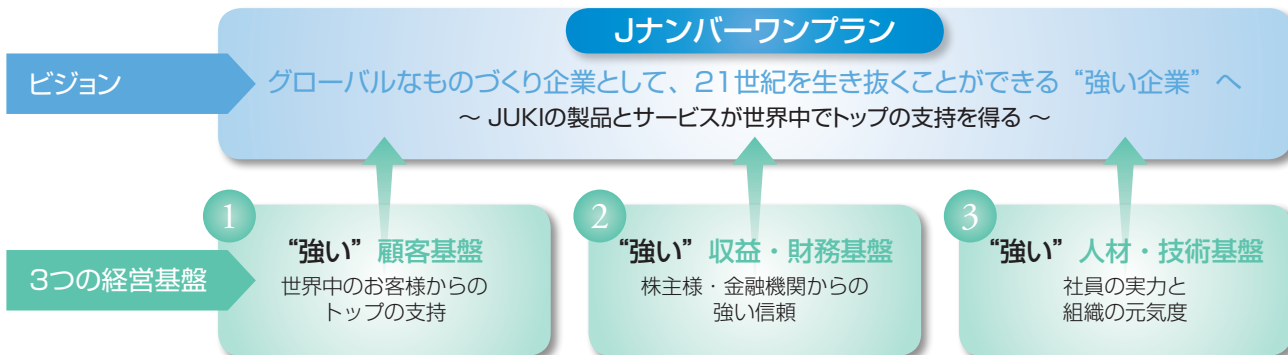 Jナンバーワンプラン
ビジョン
グローバルなものづくり企業として、21世紀を生き抜くことができる“強い企業”へ
～ JUKIの製品とサービスが世界中でトップの支持を得る ～
3つの経営基盤
1
“強い”顧客基盤
世界中のお客様からの
トップの支持
2
“強い”収益・財務基盤
株主様・金融機関からの
強い信頼
3
“強い”人材・技術基盤
社員の実力と
組織の元気度